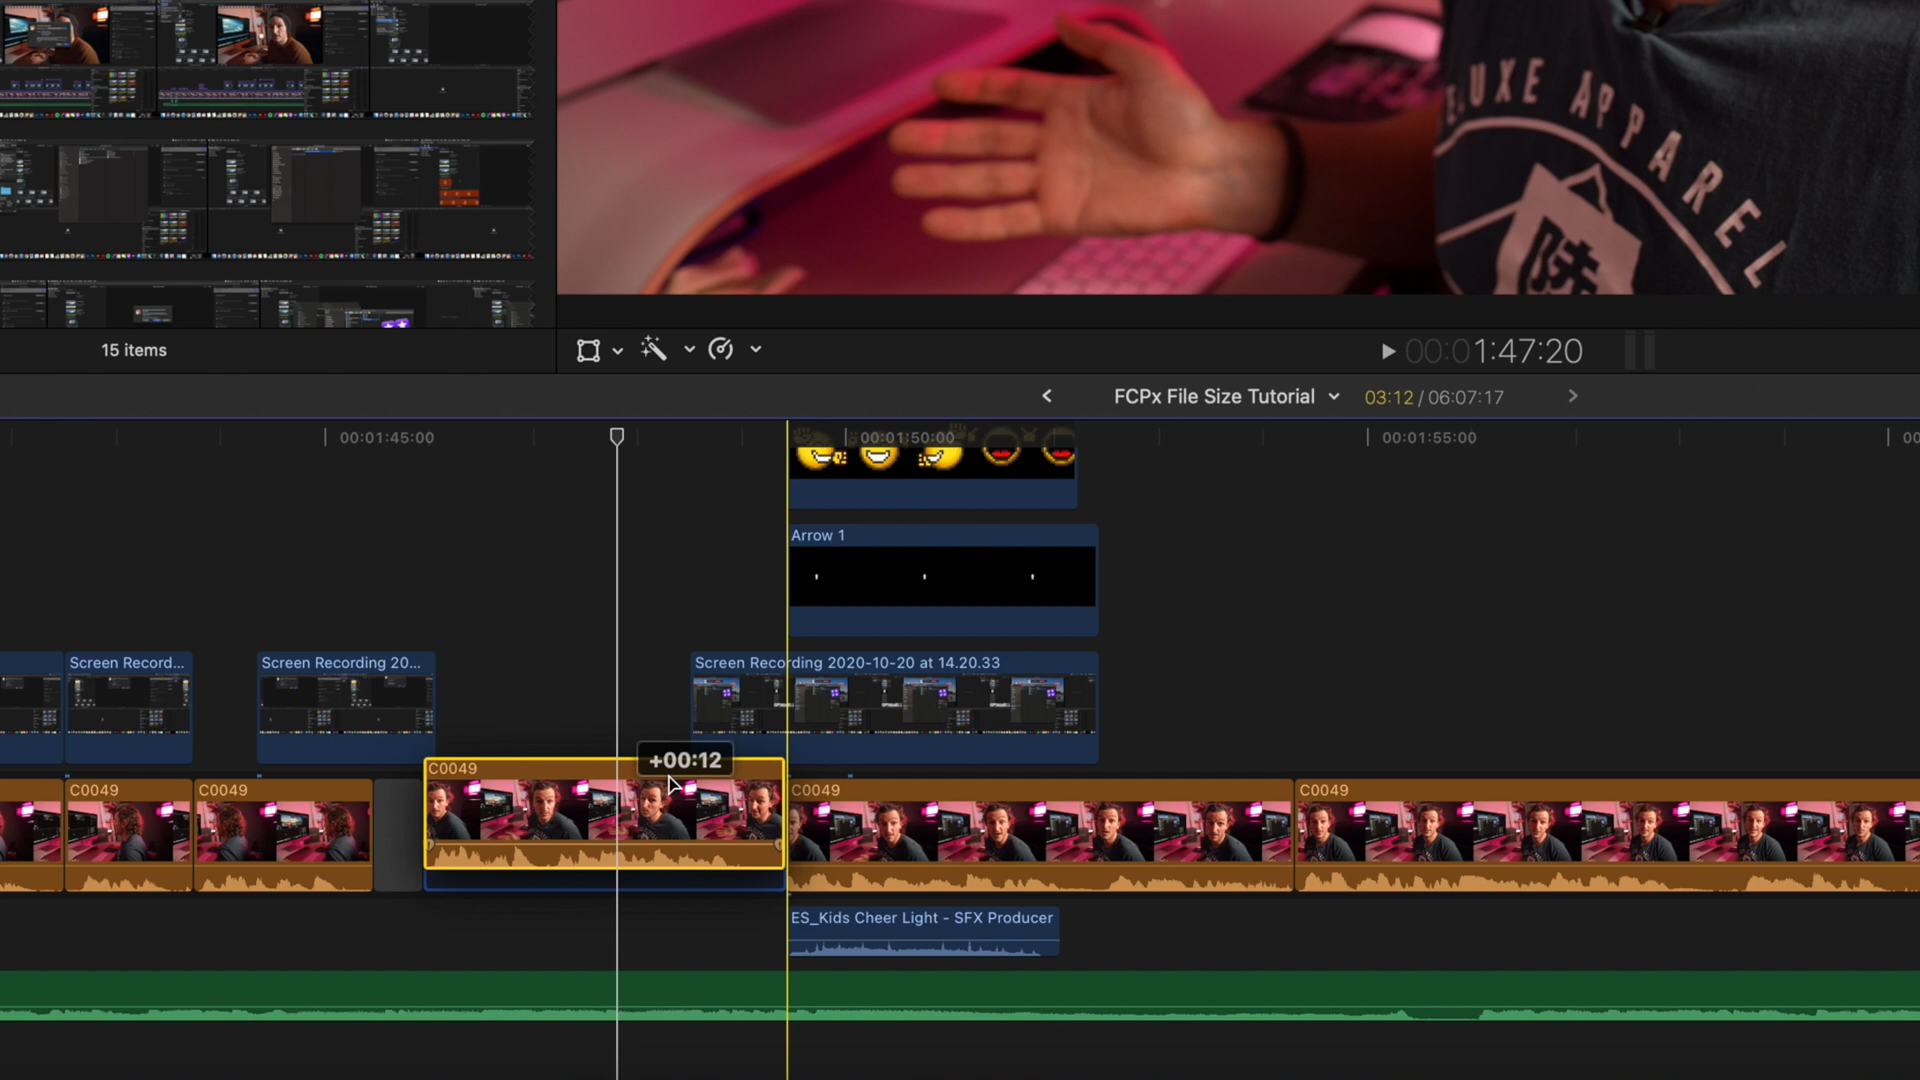 DELUXE APPAREL
15 items
00:01:47:20
FCPx File Size Tutorial
03:12 / 06:07:17
00:01:45:00
00:01:50:00
00:01:55:00
Arrow 1
Screen Record...
Screen Recording 20...
Screen Recording 2020-10-20 at 14.20.33
+00:12
C0049
C0049
C0049
C0049
C0049
ES_Kids Cheer Light - SFX Producer